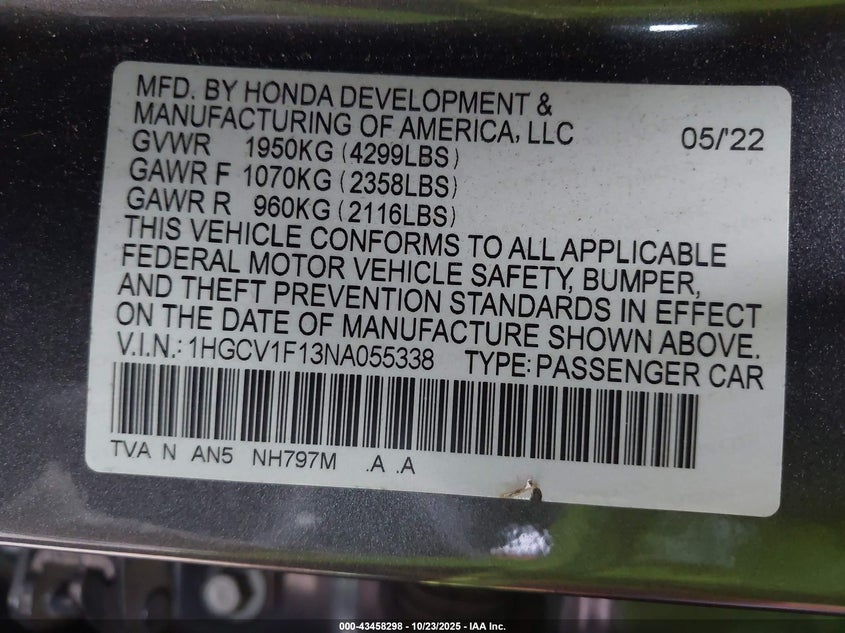 MFD. BY HONDA DEVELOPMENT &
MANUFACTURING OF AMERICA, LLC 05/'22
GVWR 1950KG (4299LBS)
GAWR F 1070KG (2358LBS)
GAWR R 960KG (2116LBS)
THIS VEHICLE CONFORMS TO ALL APPLICABLE
FEDERAL MOTOR VEHICLE SAFETY, BUMPER,
AND THEFT PREVENTION STANDARDS IN EFFECT
ON THE DATE OF MANUFACTURE SHOWN ABOVE.
V.I.N.: 1HGCV1F13NA055338 TYPE: PASSENGER CAR
TVA N AN5 NH797M .A .A
000-43458298 - 10/23/2025 - IAA Inc.